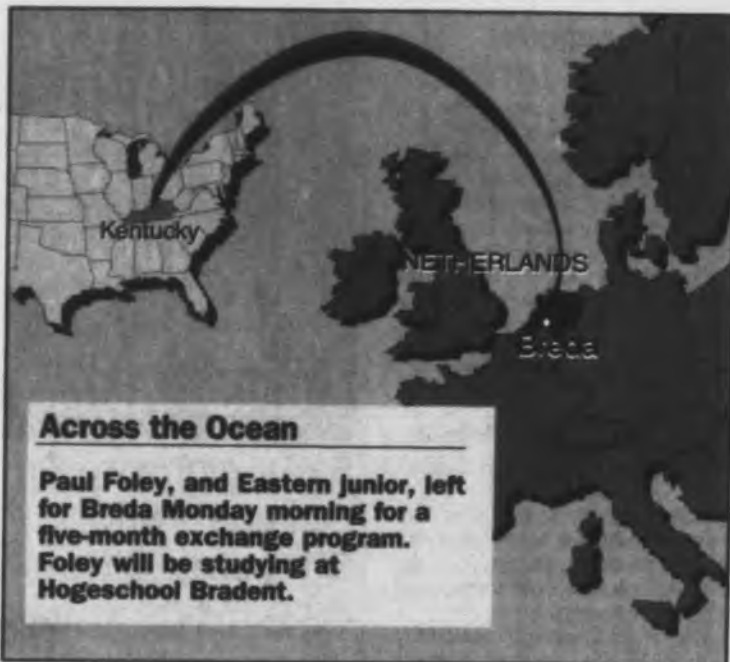 Kentucky
NETHERLANDS
Breda
Across the Ocean
Paul Foley, and Eastern junior, left
for Breda Monday morning for a
five-month exchange program.
Foley will be studying at
Hogeschool Bradent.